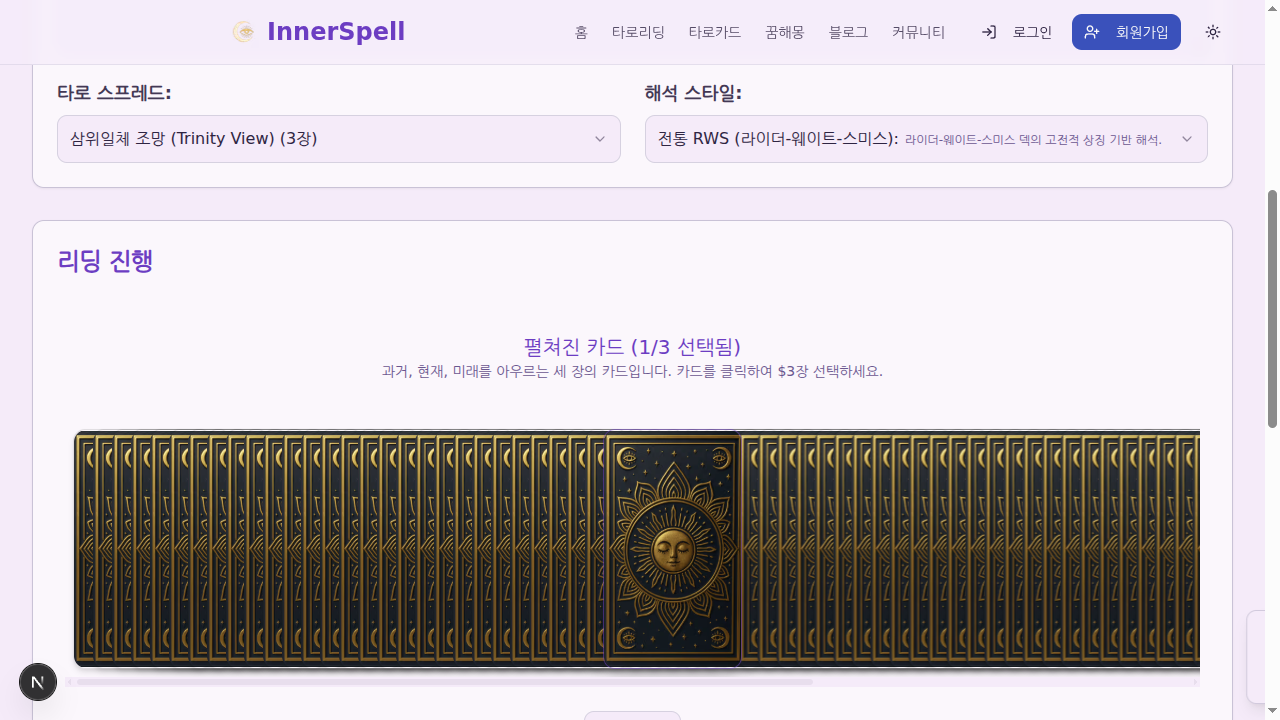 InnerSpell
홈
타로리딩
타로카드
꿈해몽
블로그
커뮤니티
로그인
회원가입
타로 스프레드:
해석 스타일:
삼위일체 조망 (Trinity View) (3장)
전통 RWS (라이더-웨이트-스미스): 라이더-웨이트-스미스 덱의 고전적 상징 기반 해석.
리딩 진행
펼쳐진 카드 (1/3 선택됨)
과거, 현재, 미래를 아우르는 세 장의 카드입니다. 카드를 클릭하여 $3장 선택하세요.
N